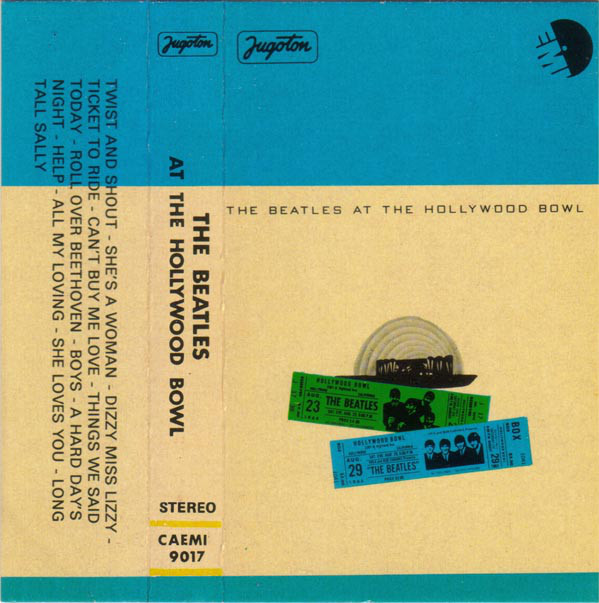 TWIST AND SHOUT - SHE'S A WOMAN - DIZZY MISS LIZZY -
TICKET TO RIDE - CAN'T BUY ME LOVE - THINGS WE SAID
TODAY - ROLL OVER BEETHOVEN - BOYS - A HARD DAY'S
NIGHT - HELP - ALL MY LOVING - SHE LOVES YOU - LONG
TALL SALLY
Jugoton
THE BEATLES
AT THE HOLLYWOOD BOWL
STEREO
CAEMI
9017
Jugoton
EMI
THE BEATLES AT THE HOLLYWOOD BOWL
HOLLYWOOD BOWL
AUG.
23
THE BEATLES
HOLLYWOOD BOWL
AUG.
29
"THE BEATLES"
BOX